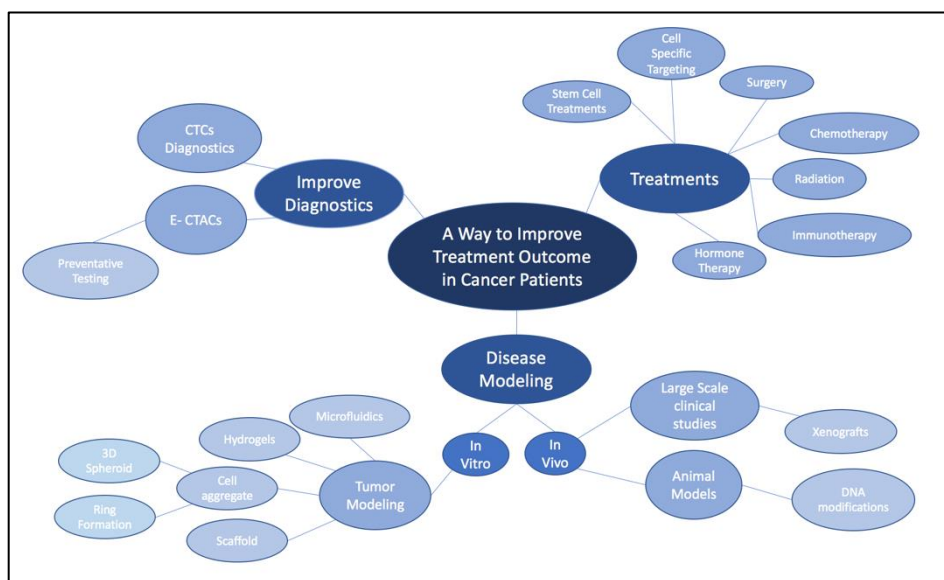 A Way to Improve
Treatment Outcome
in Cancer Patients
Improve
Diagnostics
CTCs
Diagnostics
E- CTACs
Preventative
Testing
Treatments
Stem Cell
Treatments
Cell
Specific
Targeting
Surgery
Chemotherapy
Radiation
Immunotherapy
Hormone
Therapy
Disease
Modeling
In
Vitro
Tumor
Modeling
Microfluidics
Hydrogels
Cell
aggregate
3D
Spheroid
Ring
Formation
Scaffold
In
Vivo
Large Scale
clinical
studies
Xenografts
Animal
Models
DNA
modifications